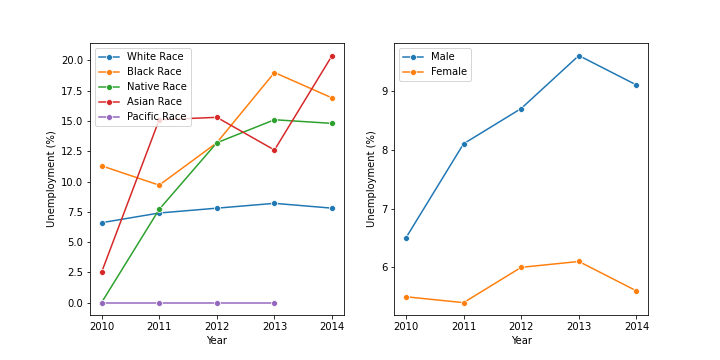 White Race
Black Race
Native Race
Asian Race
Pacific Race
20.0
17.5
15.0
12.5
10.0
7.5
5.0
2.5
0.0
Unemployment (%)
2010 2011 2012 2013 2014
Year
Male
Female
9
8
7
6
Unemployment (%)
2010 2011 2012 2013 2014
Year